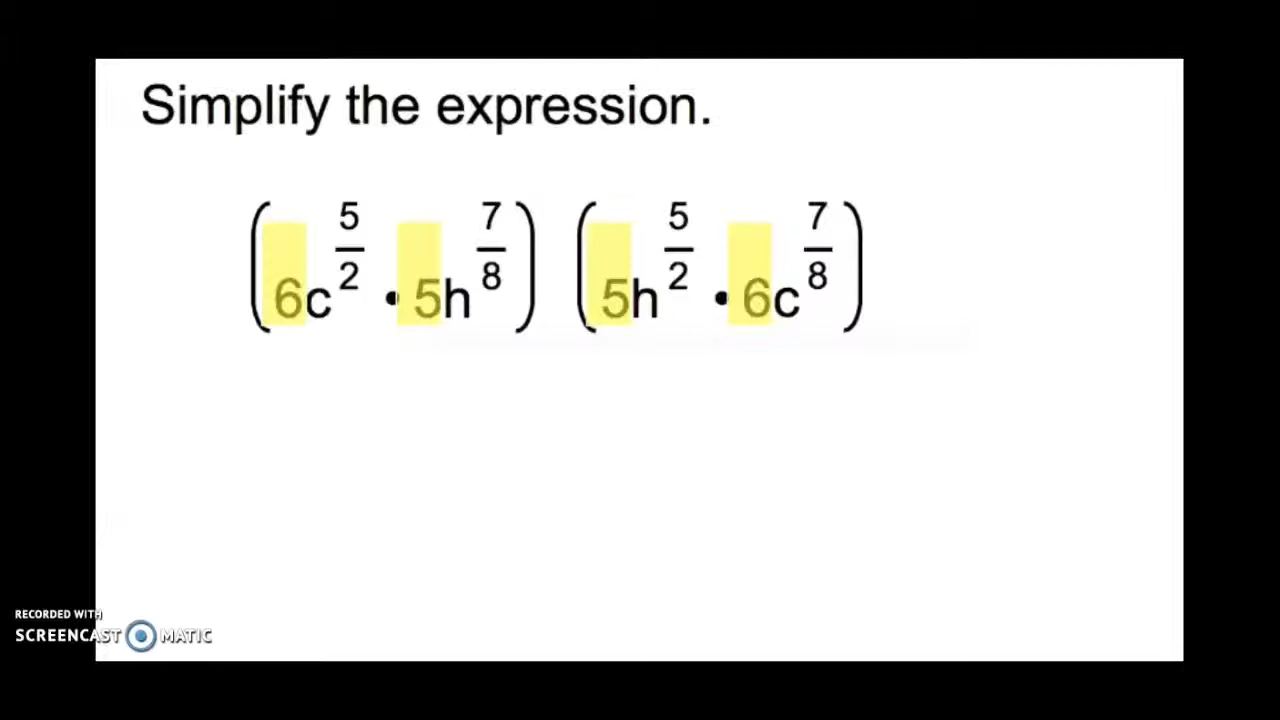 Simplify the expression.
(6c^(5/2) • 5h^(7/8)) (5h^(5/2) • 6c^(7/8))
RECORDED WITH
SCREENCAST MATIC